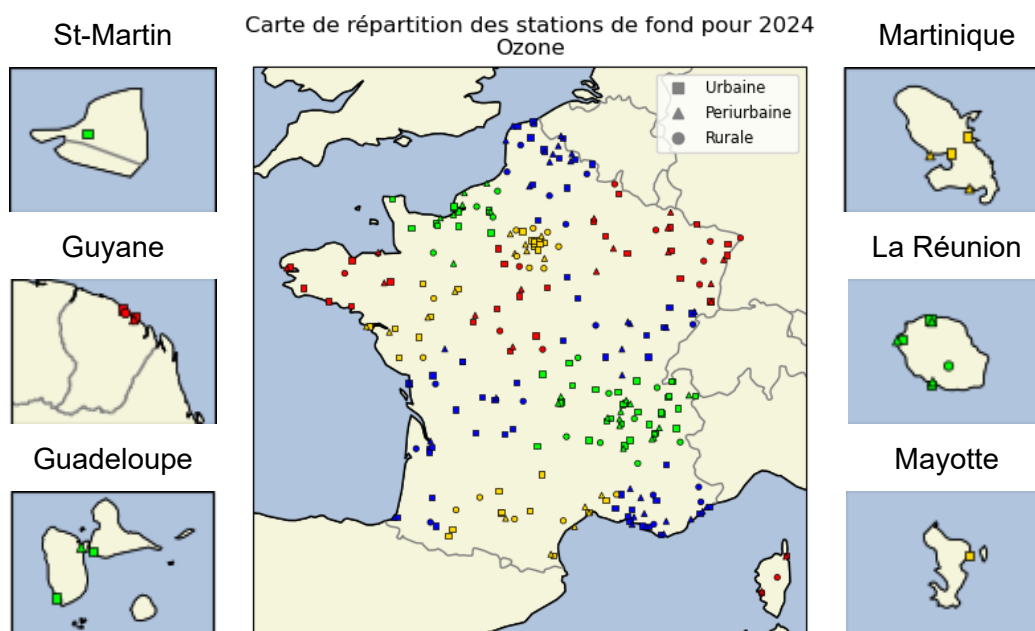 St-Martin
Carte de répartition des stations de fond pour 2024
Ozone
Martinique
Urbaine
Periurbaine
Rurale
Guyane
La Réunion
Guadeloupe
Mayotte